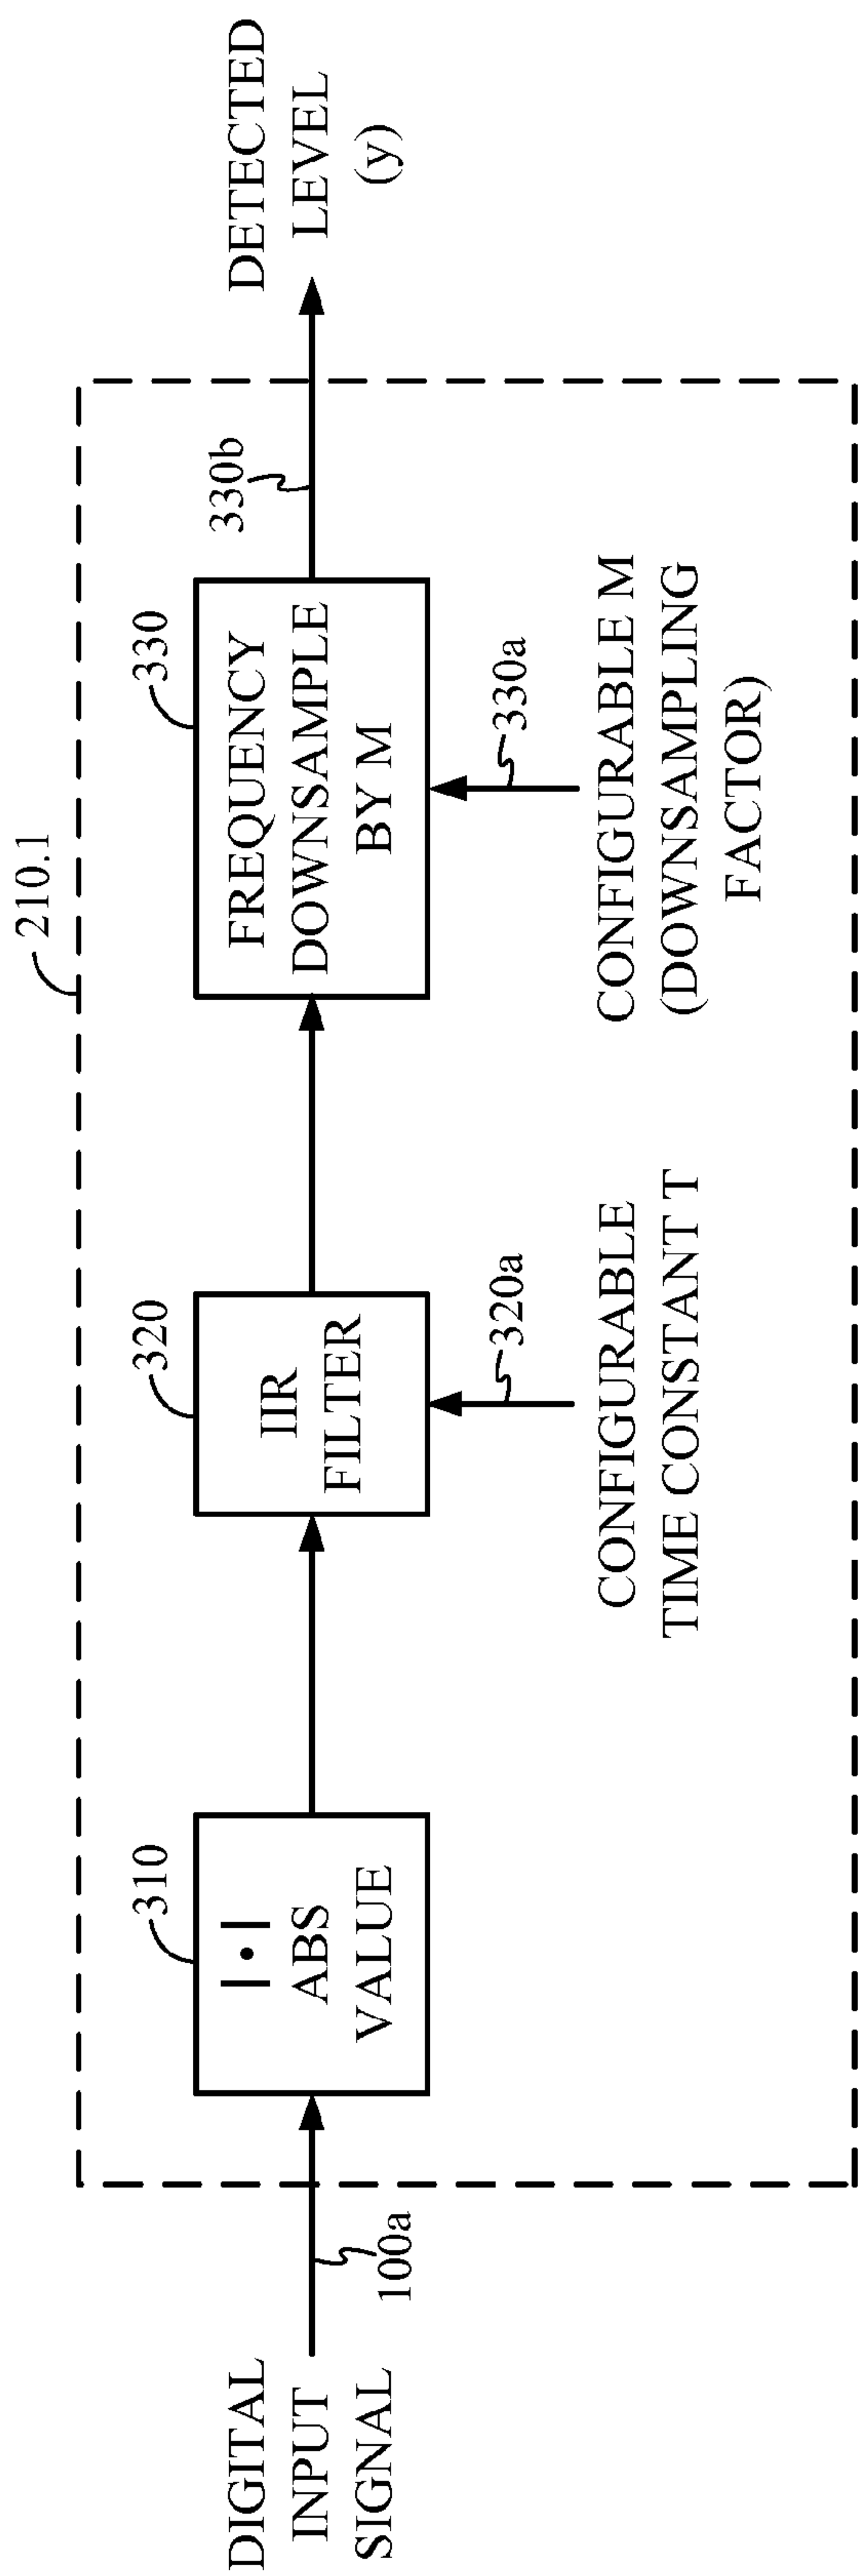 210.1
DIGITAL
INPUT
SIGNAL
100a
310
|•|
ABS
VALUE
320
IIR
FILTER
320a
CONFIGURABLE
TIME CONSTANT T
330
FREQUENCY
DOWNSAMPLE
BY M
330a
CONFIGURABLE M
(DOWNSAMPLING
FACTOR)
330b
DETECTED
LEVEL
(y)